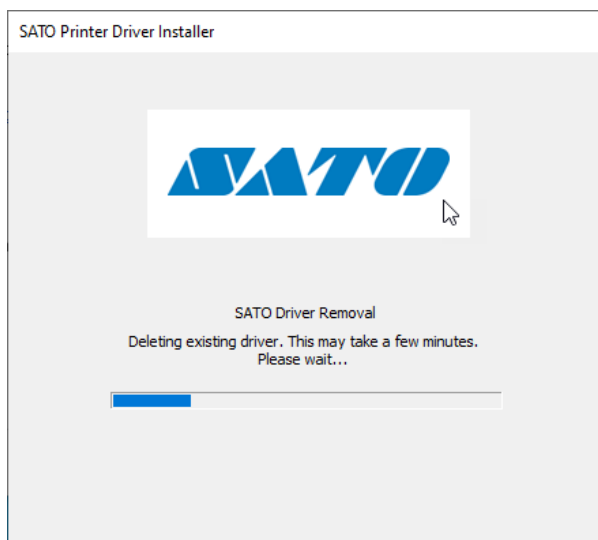 SATO Printer Driver Installer
SATO
SATO Driver Removal
Deleting existing driver. This may take a few minutes.
Please wait...